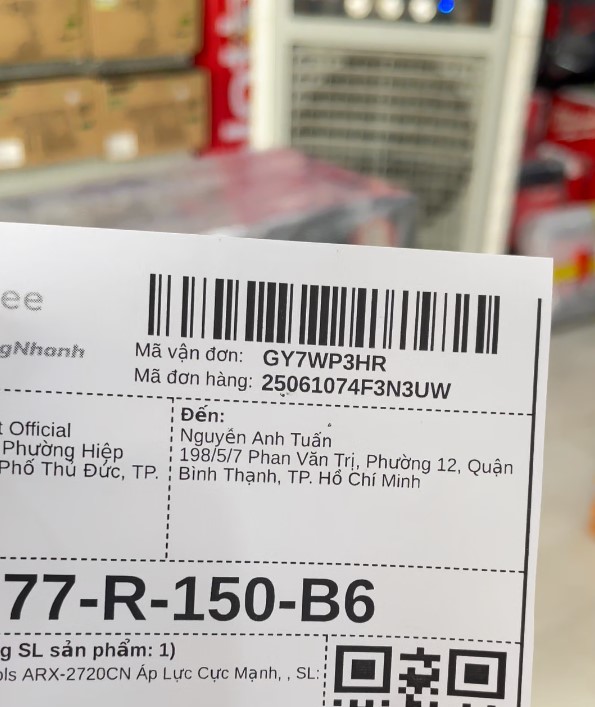 ee
gNhanh
Mã vận đơn: GY7WP3HR
Mã đơn hàng: 25061074F3N3UW
t Official
Phường Hiệp
Phố Thủ Đức, TP.
Đến:
Nguyễn Anh Tuấn
198/5/7 Phan Văn Trị, Phường 12, Quận
Bình Thạnh, TP. Hồ Chí Minh
77-R-150-B6
g SL sản phẩm: 1)
ols ARX-2720CN Áp Lực Cực Mạnh, , SL: